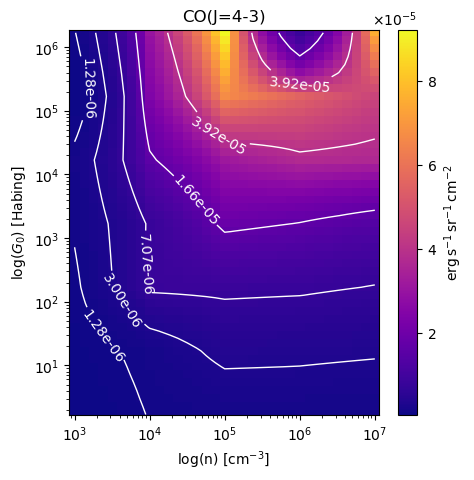 CO(J=4-3)
×10⁻⁵
10⁶
10⁵
10⁴
10³
10²
10¹
log(G₀) [Habing]
1.28e-06
3.92e-05
3.92e-05
1.66e-05
7.07e-06
3.00e-06
1.28e-06
10³
10⁴
10⁵
10⁶
10⁷
log(n) [cm⁻³]
8
6
4
2
erg s⁻¹ sr⁻¹ cm⁻²